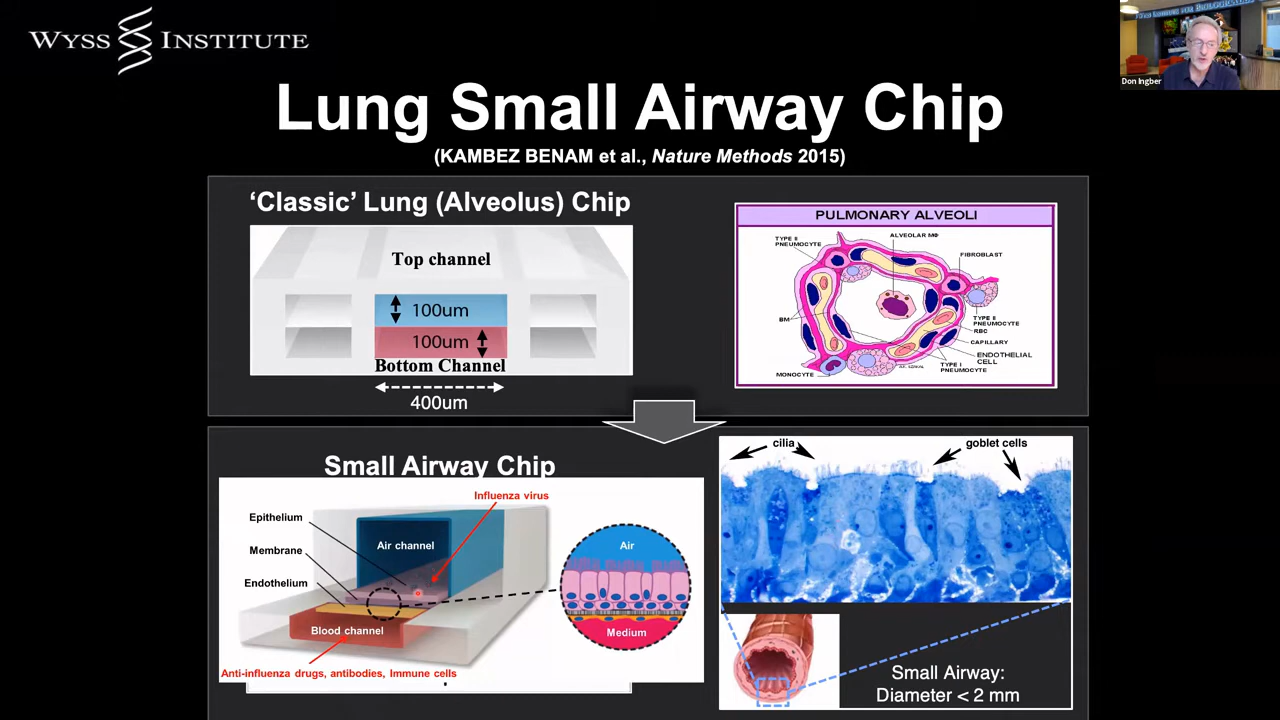 WYSS INSTITUTE
Don Ingber
Lung Small Airway Chip
(KAMBEZ BENAM et al., Nature Methods 2015)
‘Classic’ Lung (Alveolus) Chip
Top channel
100um
100um
Bottom Channel
400um
PULMONARY ALVEOLI
TYPE II
PNEUMOCYTE
ALVEOLAR MΦ
FIBROBLAST
BM
TYPE II
PNEUMOCYTE
RBC
CAPILLARY
ENDOTHELIAL
CELL
TYPE I
PNEUMOCYTE
MONOCYTE
Small Airway Chip
Influenza virus
Epithelium
Membrane
Endothelium
Air channel
Blood channel
Anti-influenza drugs, antibodies, Immune cells
Air
Medium
cilia
goblet cells
Small Airway:
Diameter < 2 mm